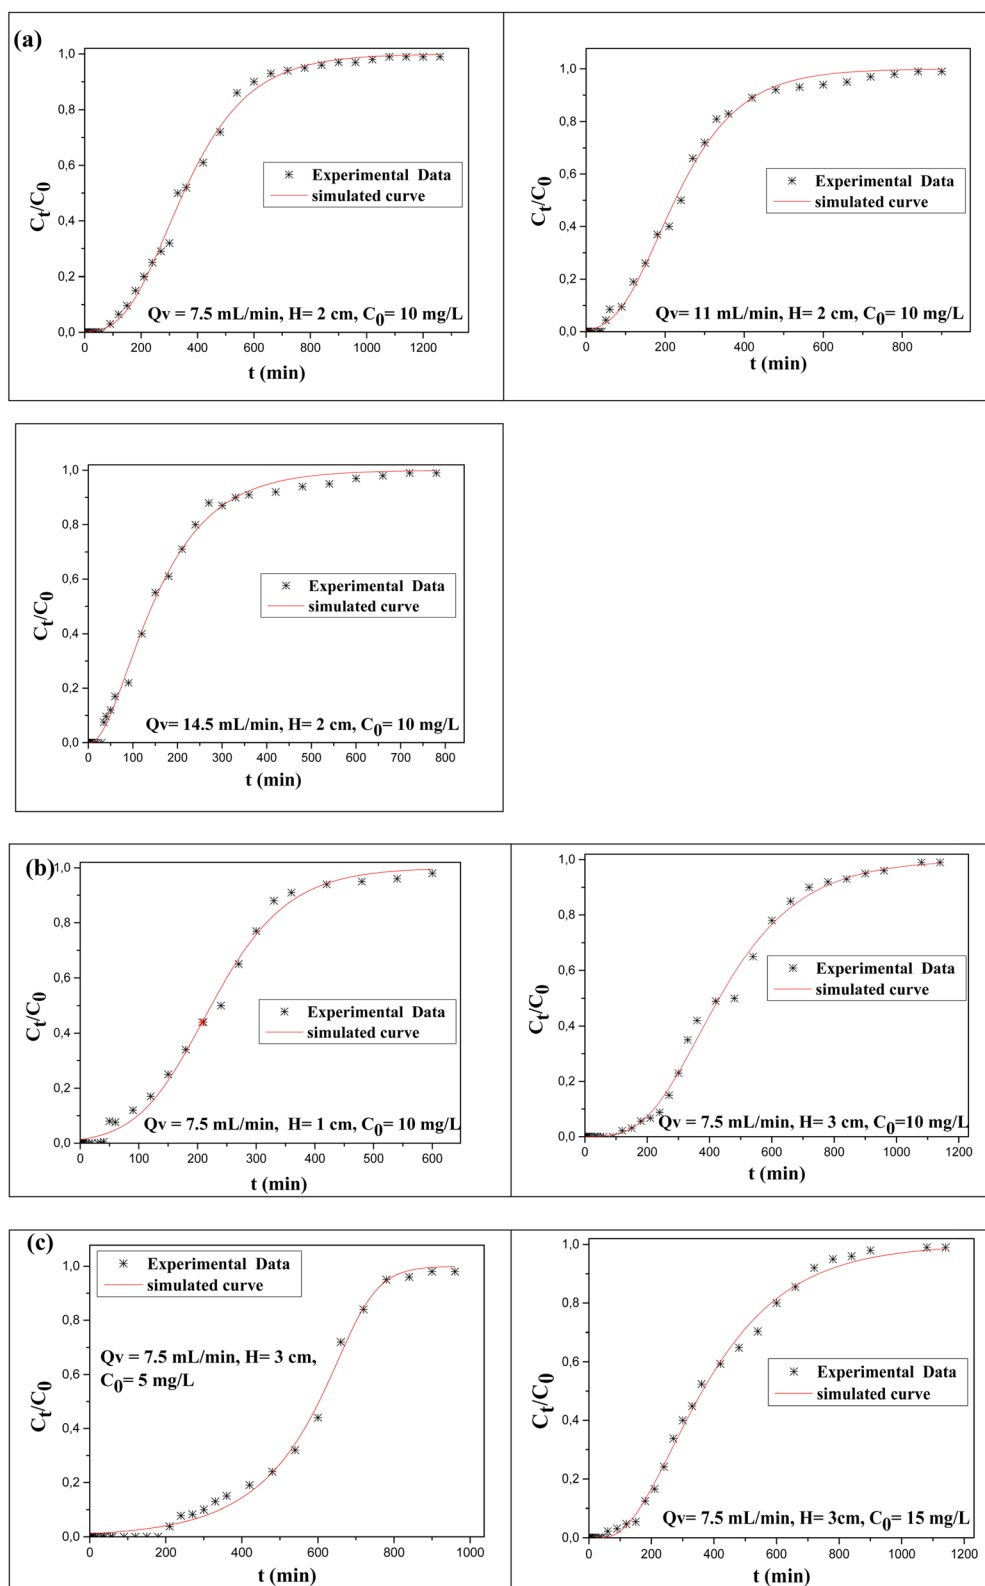 (a)
1,0
0,8
0,6
0,4
0,2
0,0
Ct/C0
Experimental Data
simulated curve
Qv = 7.5 mL/min, H= 2 cm, C0= 10 mg/L
0 200 400 600 800 1000 1200
t (min)
1,0
0,8
0,6
0,4
0,2
0,0
Ct/C0
Experimental Data
simulated curve
Qv= 11 mL/min, H= 2 cm, C0= 10 mg/L
0 200 400 600 800
t (min)
1,0
0,8
0,6
0,4
0,2
0,0
Ct/C0
Experimental Data
simulated curve
Qv= 14.5 mL/min, H= 2 cm, C0= 10 mg/L
0 100 200 300 400 500 600 700 800
t (min)
(b)
1,0
0,8
0,6
0,4
0,2
0,0
Ct/C0
Experimental Data
simulated curve
Qv = 7.5 mL/min, H= 1 cm, C0= 10 mg/L
0 100 200 300 400 500 600
t (min)
1,0
0,8
0,6
0,4
0,2
0,0
Ct/C0
Experimental Data
simulated curve
Qv = 7.5 mL/min, H= 3 cm, C0=10 mg/L
0 200 400 600 800 1000 1200
t (min)
(c)
1,0
0,8
0,6
0,4
0,2
0,0
Ct/C0
Experimental Data
simulated curve
Qv = 7.5 mL/min, H= 3 cm,
C0= 5 mg/L
0 200 400 600 800 1000
t (min)
1,0
0,8
0,6
0,4
0,2
0,0
Ct/C0
Experimental Data
simulated curve
Qv = 7.5 mL/min, H= 3cm, C0= 15 mg/L
0 200 400 600 800 1000 1200
t (min)